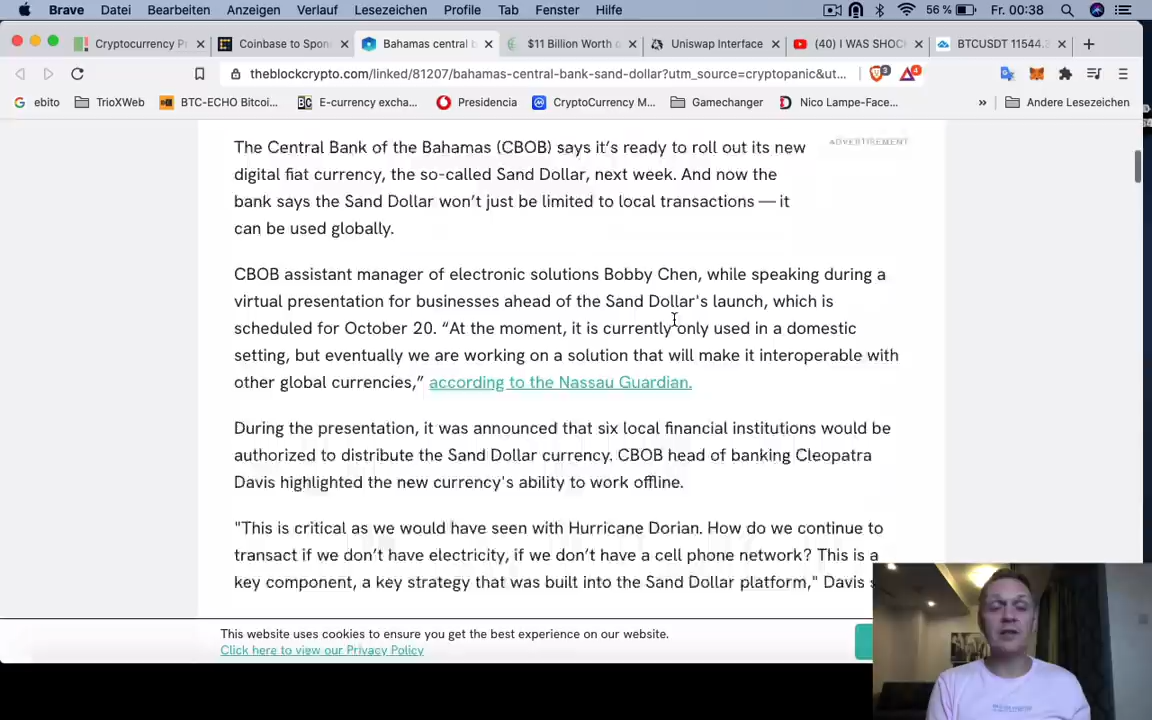 Brave Datei Bearbeiten Anzeigen Verlauf Lesezeichen Profile Tab Fenster Hilfe 56 % Fr. 00:38
Cryptocurrency P Coinbase to Spon Bahamas central b $11 Billion Worth o Uniswap Interface (40) I WAS SHOC BTCUSDT 11544.
theblockcrypto.com/linked/81207/bahamas-central-bank-sand-dollar?utm_source=cryptopanic&ut... 3 4
ebito TrioXWeb BTC-ECHO Bitcoi... E-currency excha... Presidencia CryptoCurrency M... Gamechanger Nico Lampe-Face... » Andere Lesezeichen
ADVERTISEMENT
The Central Bank of the Bahamas (CBOB) says it's ready to roll out its new
digital fiat currency, the so-called Sand Dollar, next week. And now the
bank says the Sand Dollar won't just be limited to local transactions — it
can be used globally.
CBOB assistant manager of electronic solutions Bobby Chen, while speaking during a
virtual presentation for businesses ahead of the Sand Dollar's launch, which is
scheduled for October 20. “At the moment, it is currently only used in a domestic
setting, but eventually we are working on a solution that will make it interoperable with
other global currencies,” according to the Nassau Guardian.
During the presentation, it was announced that six local financial institutions would be
authorized to distribute the Sand Dollar currency. CBOB head of banking Cleopatra
Davis highlighted the new currency's ability to work offline.
"This is critical as we would have seen with Hurricane Dorian. How do we continue to
transact if we don't have electricity, if we don't have a cell phone network? This is a
key component, a key strategy that was built into the Sand Dollar platform," Davis s
This website uses cookies to ensure you get the best experience on our website.
Click here to view our Privacy Policy